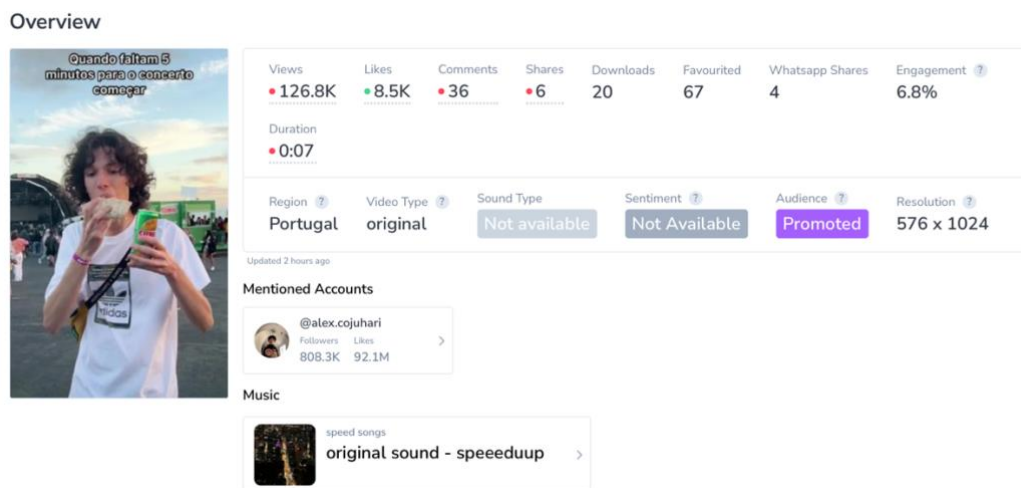 Overview
Quando faltam 5
minutos para o concerto
começar
adidas
Views
126.8K
Likes
8.5K
Comments
36
Shares
6
Downloads
20
Favourited
67
Whatsapp Shares
4
Engagement ?
6.8%
Duration
0:07
Region ?
Portugal
Video Type ?
original
Sound Type
Not available
Sentiment ?
Not Available
Audience ?
Promoted
Resolution ?
576 x 1024
Updated 2 hours ago
Mentioned Accounts
@alex.cojuhari
Followers
808.3K
Likes
92.1M
Music
speed songs
original sound - speeeduup